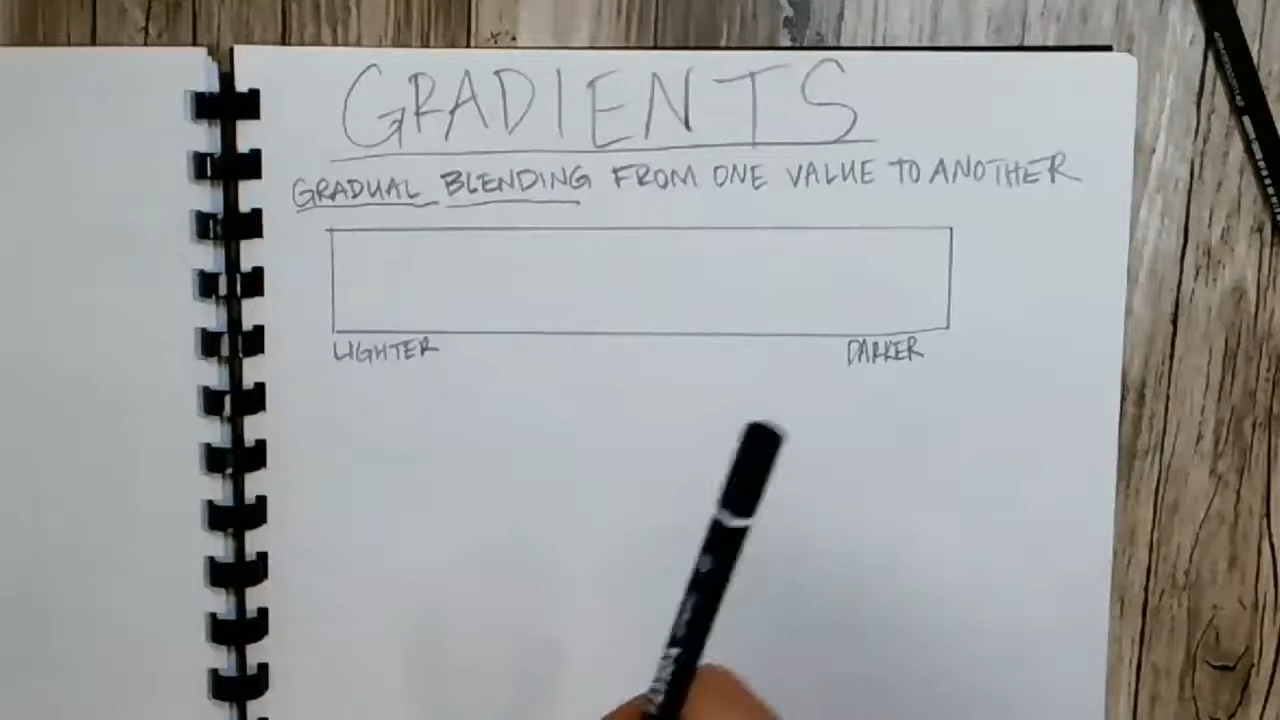 GRADIENTS
GRADUAL BLENDING FROM ONE VALUE TO ANOTHER
LIGHTER DARKER